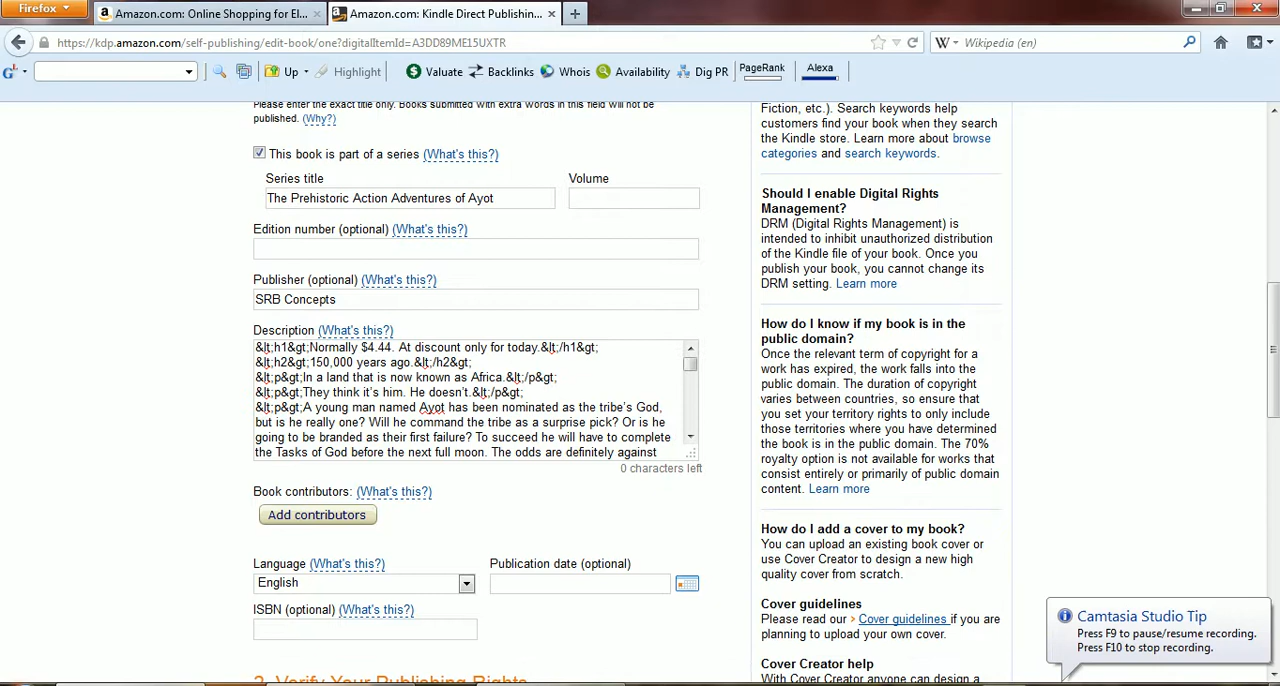 Firefox
Amazon.com: Online Shopping for El...
Amazon.com: Kindle Direct Publishin...
https://kdp.amazon.com/self-publishing/edit-book/one?digitalItemId=A3DD89ME15UXTR
Wikipedia (en)
Up
Highlight
Valuate
Backlinks
Whois
Availability
Dig PR
PageRank
Alexa
Please enter the exact title only. Books submitted with extra words in this field will not be
published. (Why?)
This book is part of a series (What's this?)
Series title
Volume
The Prehistoric Action Adventures of Ayot
Edition number (optional) (What's this?)
Publisher (optional) (What's this?)
SRB Concepts
Description (What's this?)
&lt;h1&gt;Normally $4.44. At discount only for today.&lt;/h1&gt;
&lt;h2&gt;150,000 years ago.&lt;/h2&gt;
&lt;p&gt;In a land that is now known as Africa.&lt;/p&gt;
&lt;p&gt;They think it's him. He doesn't.&lt;/p&gt;
&lt;p&gt;A young man named Ayot has been nominated as the tribe's God,
but is he really one? Will he command the tribe as a surprise pick? Or is he
going to be branded as their first failure? To succeed he will have to complete
the Tasks of God before the next full moon. The odds are definitely against
0 characters left
Book contributors: (What's this?)
Add contributors
Language (What's this?)
Publication date (optional)
English
ISBN (optional) (What's this?)
2. Verify Your Publishing Rights
Fiction, etc.). Search keywords help
customers find your book when they search
the Kindle store. Learn more about browse
categories and search keywords.
Should I enable Digital Rights
Management?
DRM (Digital Rights Management) is
intended to inhibit unauthorized distribution
of the Kindle file of your book. Once you
publish your book, you cannot change its
DRM setting. Learn more
How do I know if my book is in the
public domain?
Once the relevant term of copyright for a
work has expired, the work falls into the
public domain. The duration of copyright
varies between countries, so ensure that
you set your territory rights to only include
those territories where you have determined
the book is in the public domain. The 70%
royalty option is not available for works that
consist entirely or primarily of public domain
content. Learn more
How do I add a cover to my book?
You can upload an existing book cover or
use Cover Creator to design a new high
quality cover from scratch.
Cover guidelines
Please read our › Cover guidelines if you are
planning to upload your own cover.
Cover Creator help
With Cover Creator anyone can design a
Camtasia Studio Tip
Press F9 to pause/resume recording.
Press F10 to stop recording.